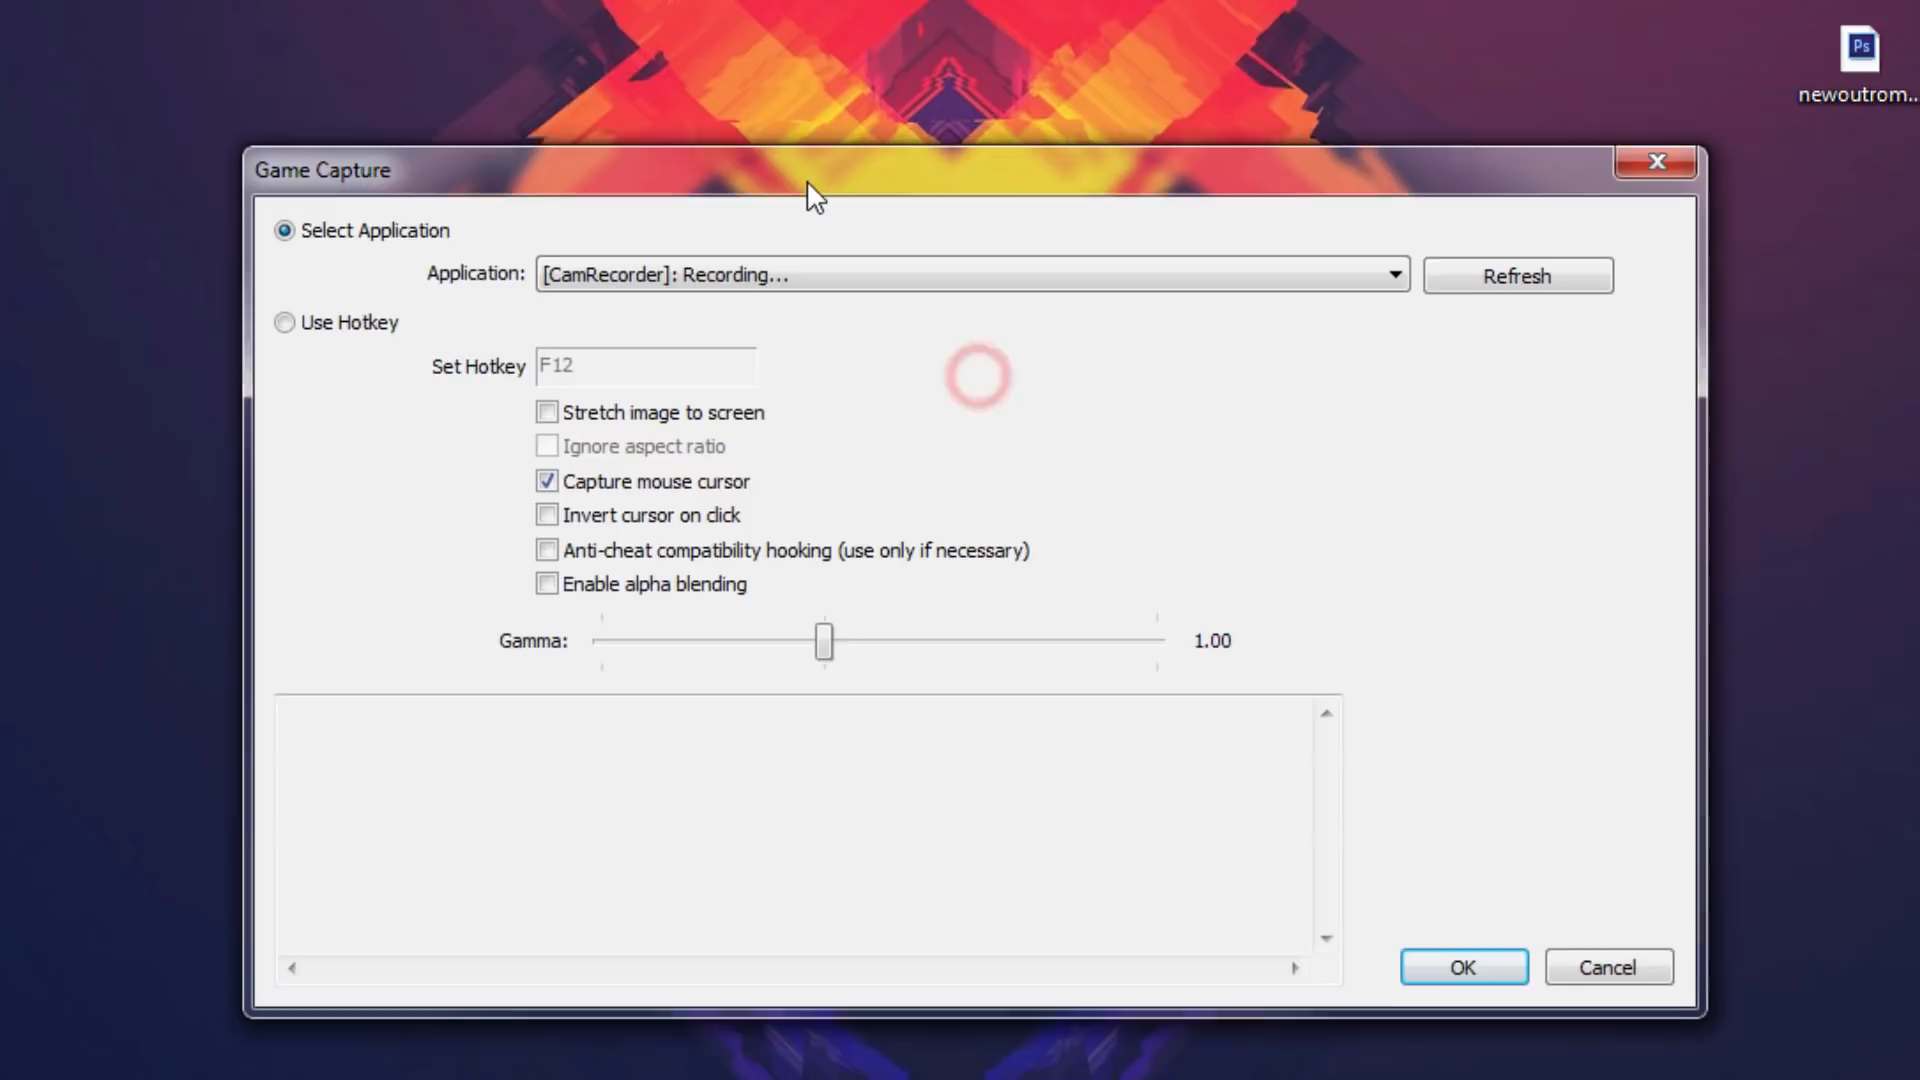 Ps
newoutrom...
Game Capture
X
Select Application
Application: [CamRecorder]: Recording... Refresh
Use Hotkey
Set Hotkey F12
Stretch image to screen
Ignore aspect ratio
Capture mouse cursor
Invert cursor on click
Anti-cheat compatibility hooking (use only if necessary)
Enable alpha blending
Gamma: 1.00
OK Cancel